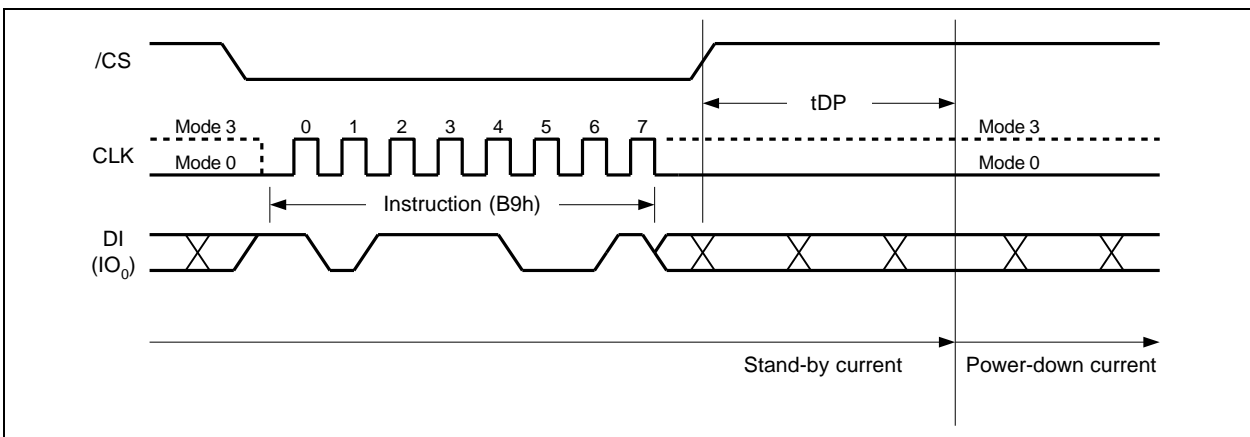 /CS
tDP
Mode 3 0 1 2 3 4 5 6 7 Mode 3
CLK
Mode 0 Mode 0
Instruction (B9h)
DI
(IO0)
Stand-by current Power-down current